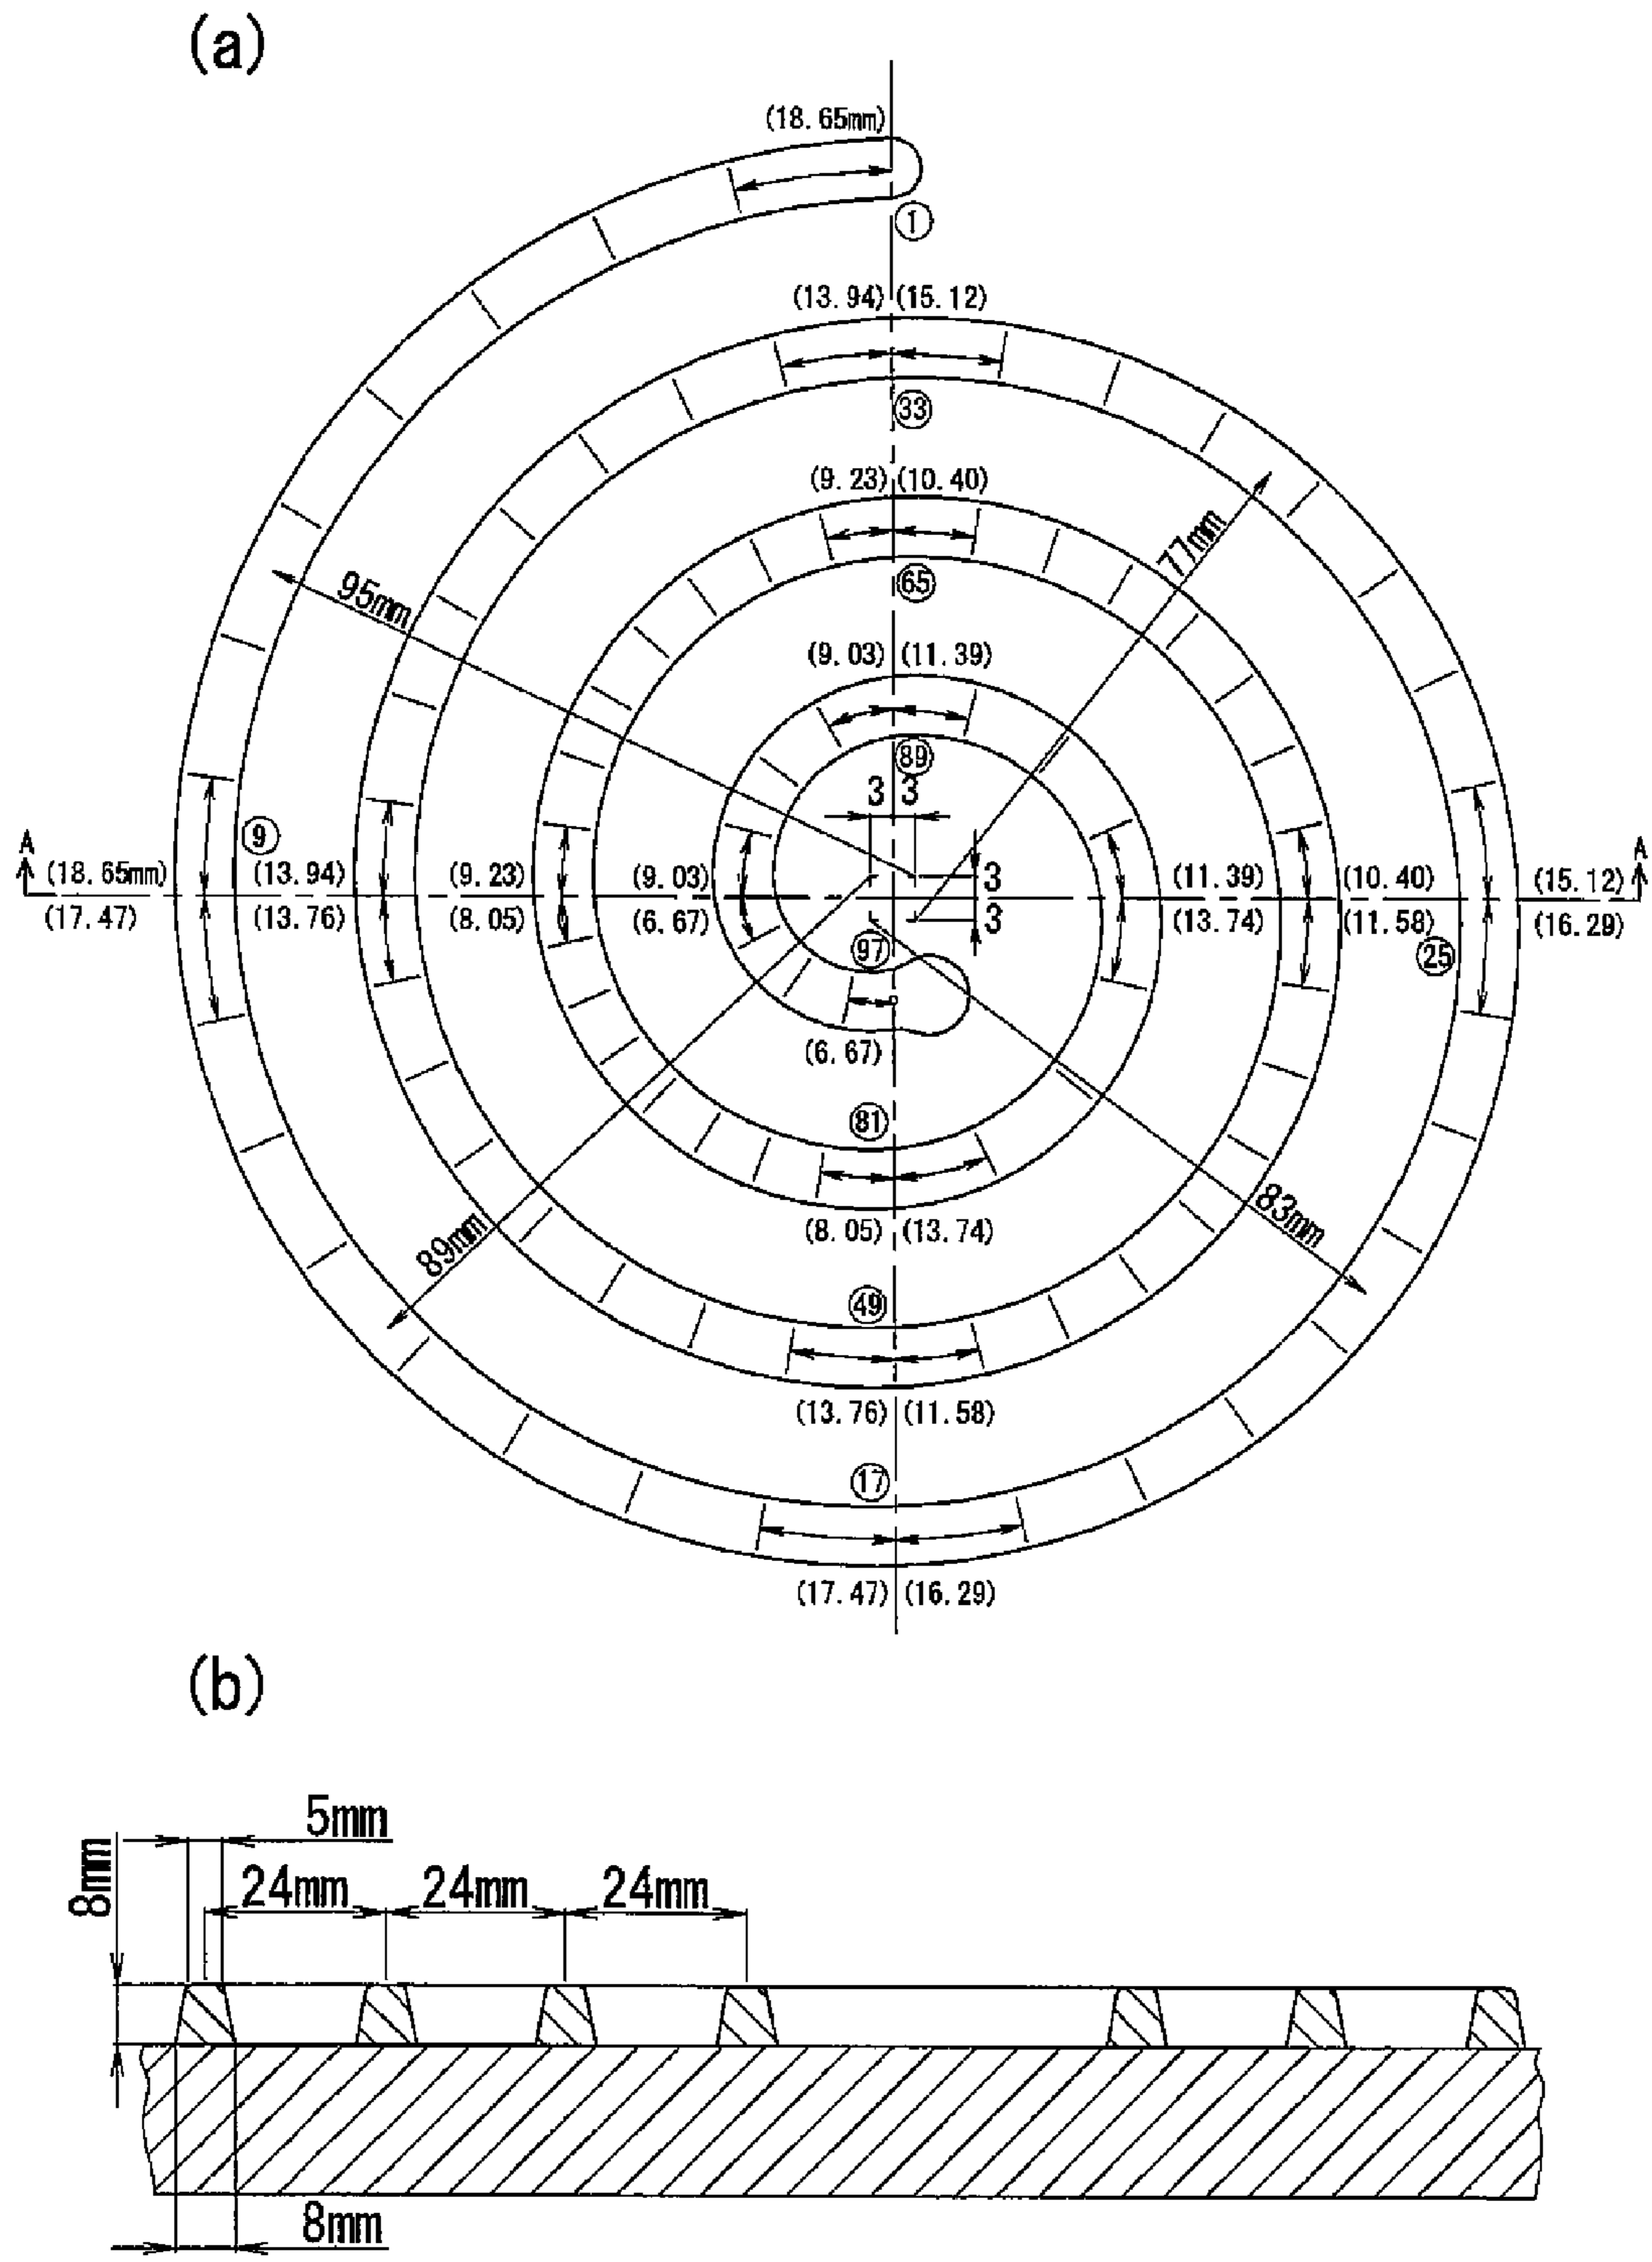 (a)
(18.65mm)
①
(13.94) (15.12)
㉝
(9.23) (10.40)
65
77mm
95mm
(9.03) (11.39)
89
3 3
⑨
A A
(18.65mm) (13.94) (9.23) (9.03) 3 (11.39) (10.40) (15.12)
(17.47) (13.76) (8.05) (6.67) 3 (13.74) (11.58) (16.29)
97 ㉕
(6.67)
81
89mm 83mm
(8.05) (13.74)
㊾
(13.76) (11.58)
⑰
(17.47) (16.29)
(b)
5mm
8mm
24mm 24mm 24mm
8mm